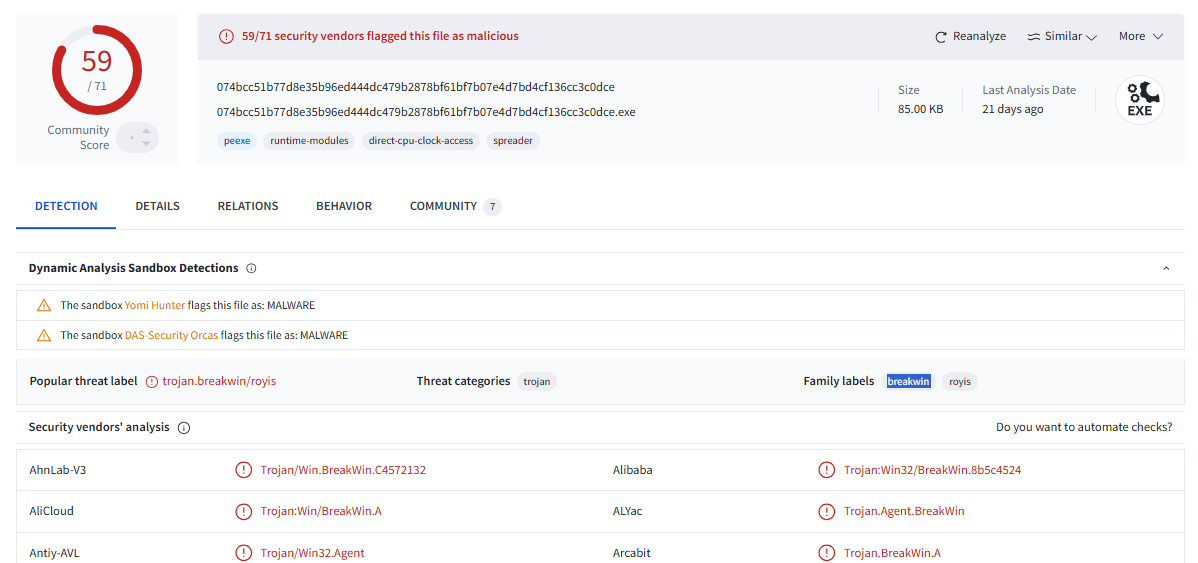 59
/ 71
Community
Score
59/71 security vendors flagged this file as malicious
Reanalyze
Similar
More
074bcc51b77d8e35b96ed444dc479b2878bf61bf7b07e4d7bd4cf136cc3c0dce
074bcc51b77d8e35b96ed444dc479b2878bf61bf7b07e4d7bd4cf136cc3c0dce.exe
peexe runtime-modules direct-cpu-clock-access spreader
Size
85.00 KB
Last Analysis Date
21 days ago
EXE
DETECTION DETAILS RELATIONS BEHAVIOR COMMUNITY 7
Dynamic Analysis Sandbox Detections
The sandbox Yomi Hunter flags this file as: MALWARE
The sandbox DAS-Security Orcas flags this file as: MALWARE
Popular threat label trojan.breakwin/royis Threat categories trojan Family labels breakwin royis
Security vendors' analysis Do you want to automate checks?
AhnLab-V3 Trojan/Win.BreakWin.C4572132 Alibaba Trojan:Win32/BreakWin.8b5c4524
AliCloud Trojan:Win/BreakWin.A ALYac Trojan.Agent.BreakWin
Antiy-AVL Trojan/Win32.Agent Arcabit Trojan.BreakWin.A